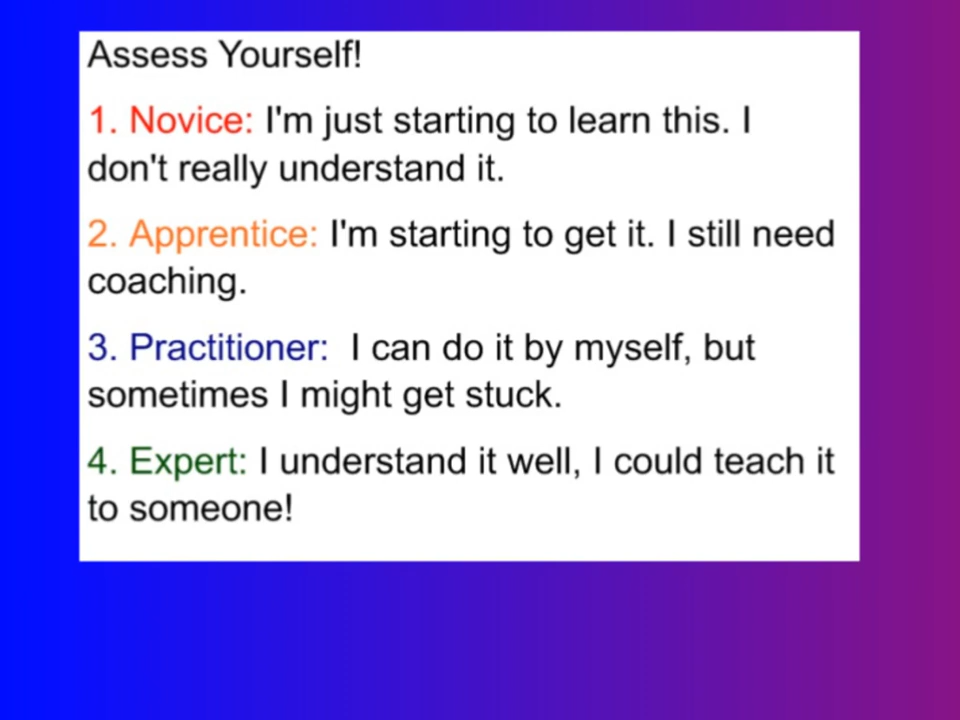 Assess Yourself!
1. Novice: I'm just starting to learn this. I
don't really understand it.
2. Apprentice: I'm starting to get it. I still need
coaching.
3. Practitioner:  I can do it by myself, but
sometimes I might get stuck.
4. Expert: I understand it well, I could teach it
to someone!